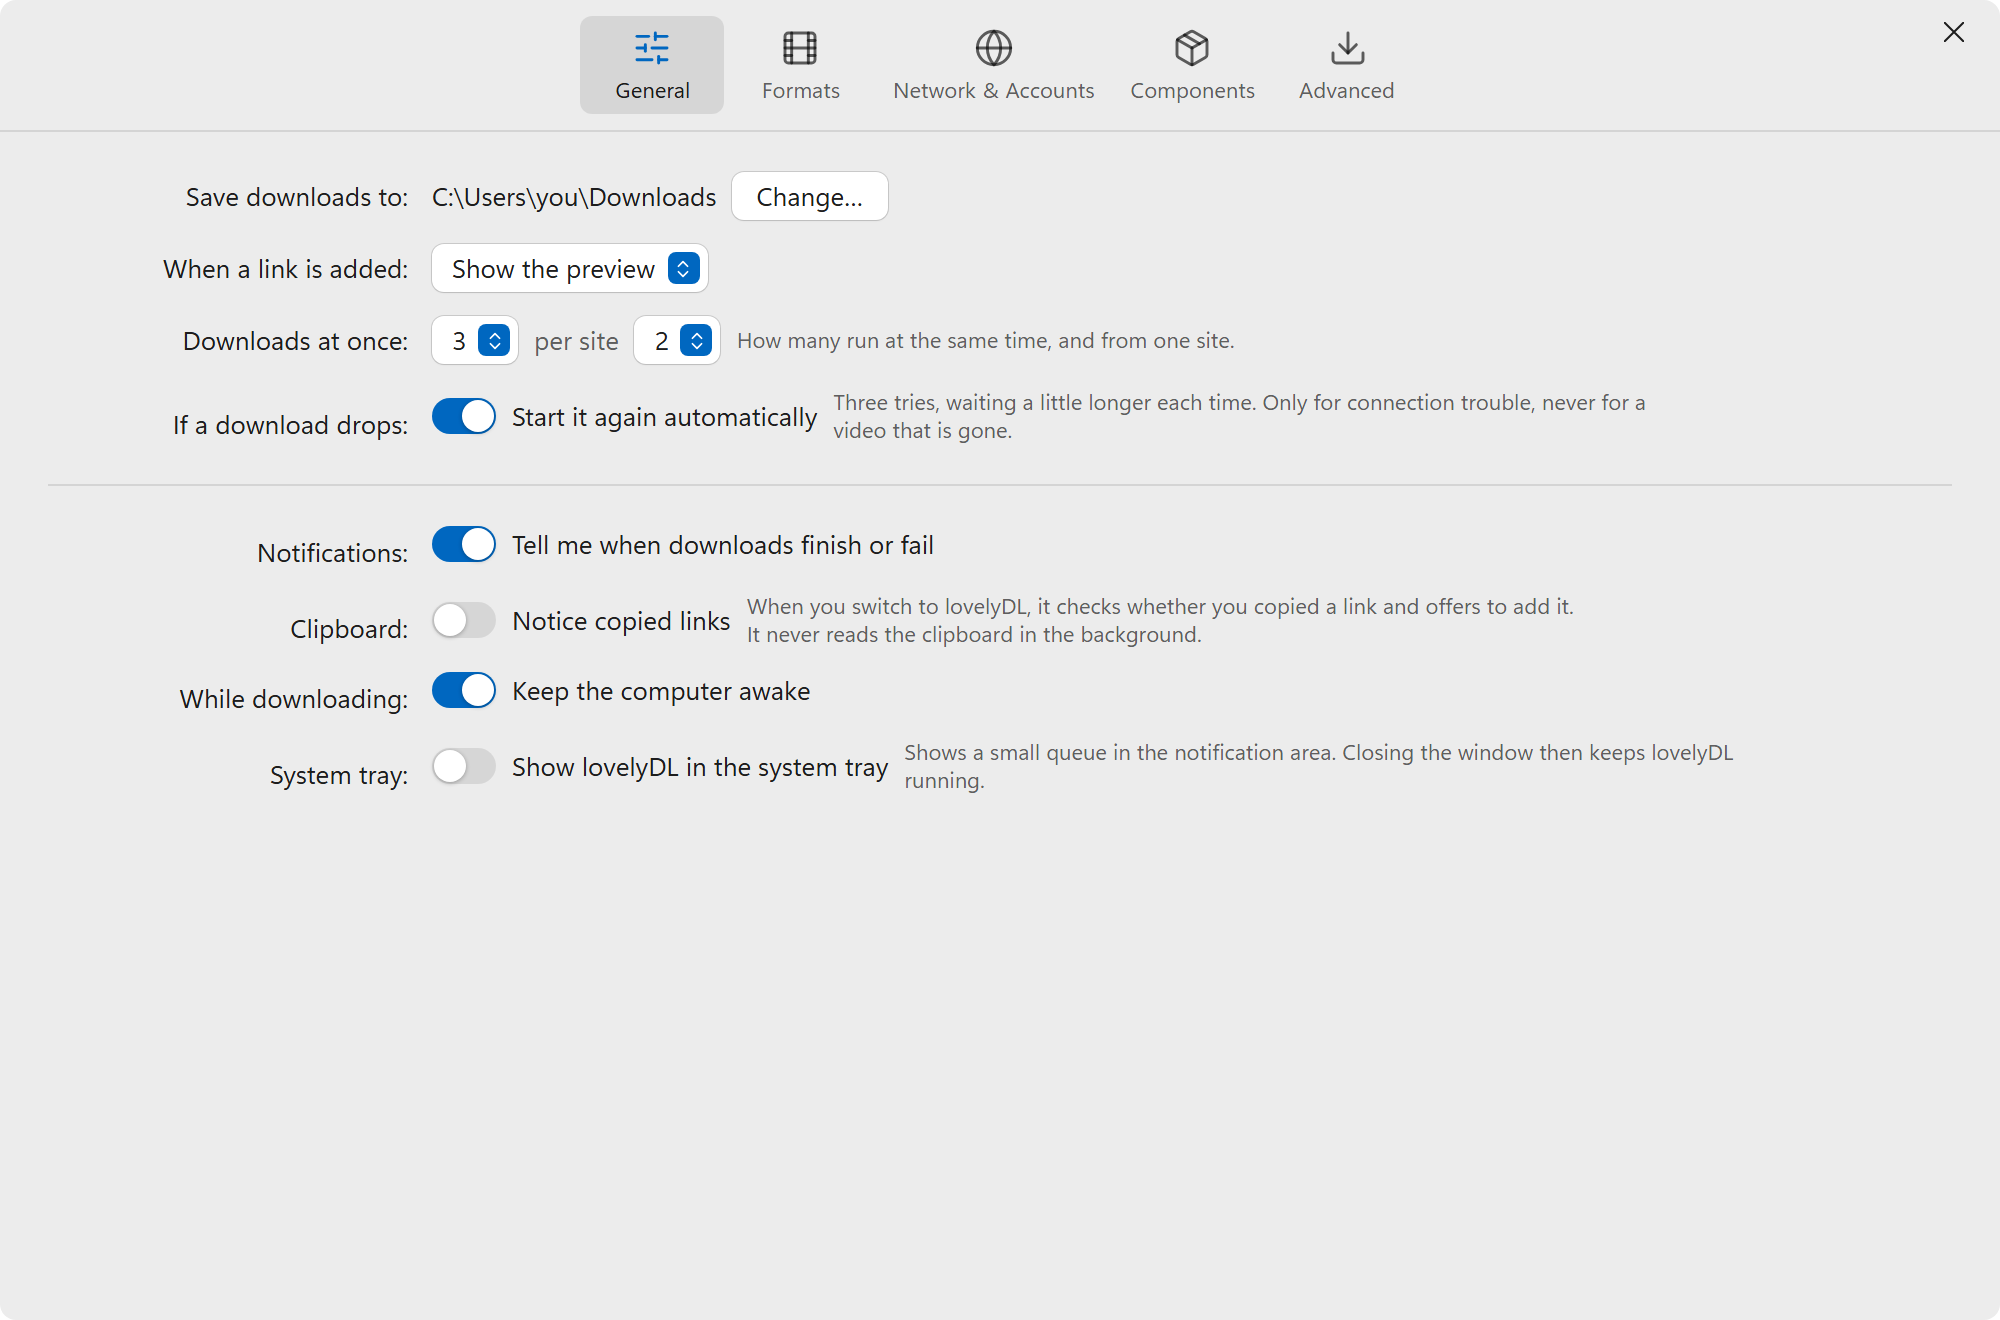 General
Formats
Network & Accounts
Components
Advanced
Save downloads to: C:\Users\you\Downloads Change...
When a link is added: Show the preview
Downloads at once: 3 per site 2 How many run at the same time, and from one site.
If a download drops: Start it again automatically Three tries, waiting a little longer each time. Only for connection trouble, never for a
video that is gone.
Notifications: Tell me when downloads finish or fail
Clipboard: Notice copied links When you switch to lovelyDL, it checks whether you copied a link and offers to add it.
It never reads the clipboard in the background.
While downloading: Keep the computer awake
System tray: Show lovelyDL in the system tray Shows a small queue in the notification area. Closing the window then keeps lovelyDL
running.